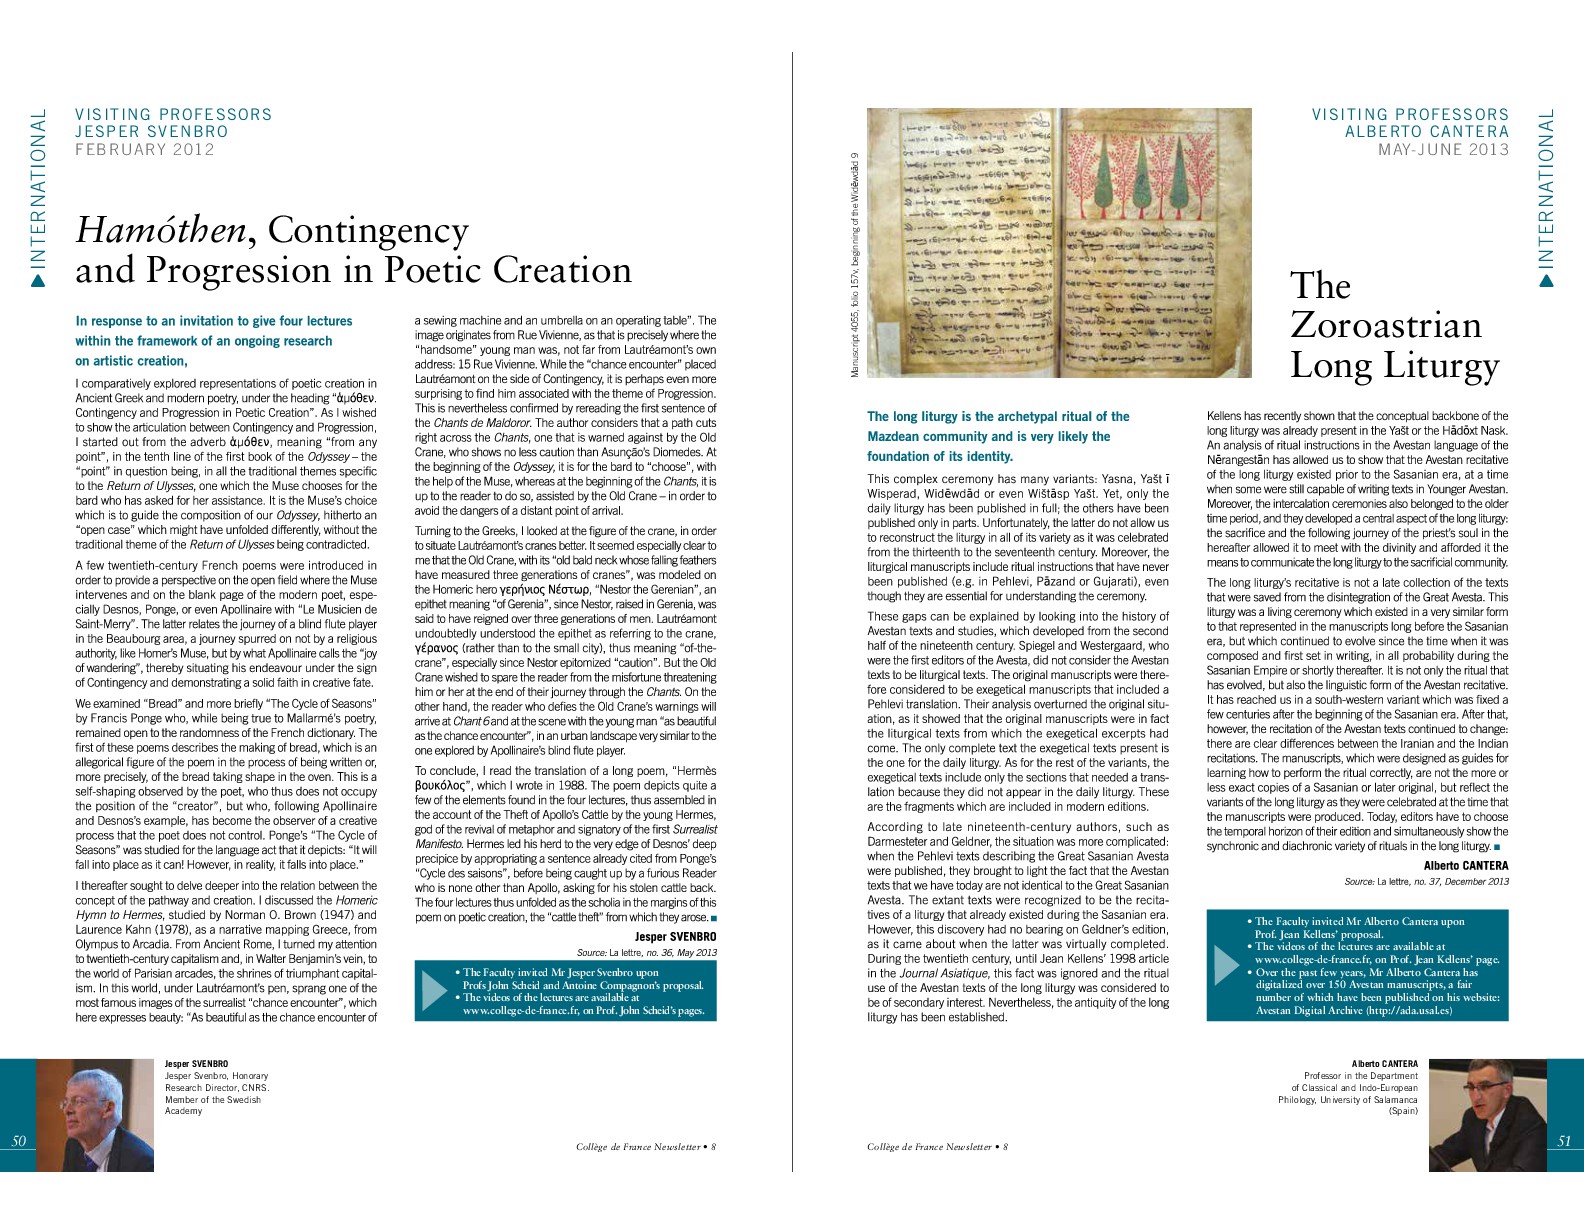 INTERNATIONAL
VISITING PROFESSORS
JESPER SVENBRO
FEBRUARY 2012
Hamóthen, Contingency
and Progression in Poetic Creation
In response to an invitation to give four lectures
within the framework of an ongoing research
on artistic creation,
I comparatively explored representations of poetic creation in
Ancient Greek and modern poetry, under the heading “ἁμόθεν.
Contingency and Progression in Poetic Creation”. As I wished
to show the articulation between Contingency and Progression,
I started out from the adverb ἁμόθεν, meaning “from any
point”, in the tenth line of the first book of the Odyssey – the
“point” in question being, in all the traditional themes specific
to the Return of Ulysses, one which the Muse chooses for the
bard who has asked for her assistance. It is the Muse’s choice
which is to guide the composition of our Odyssey, hitherto an
“open case” which might have unfolded differently, without the
traditional theme of the Return of Ulysses being contradicted.
A few twentieth-century French poems were introduced in
order to provide a perspective on the open field where the Muse
intervenes and on the blank page of the modern poet, espe-
cially Desnos, Ponge, or even Apollinaire with “Le Musicien de
Saint-Merry”. The latter relates the journey of a blind flute player
in the Beaubourg area, a journey spurred on not by a religious
authority, like Homer’s Muse, but by what Apollinaire calls the “joy
of wandering”, thereby situating his endeavour under the sign
of Contingency and demonstrating a solid faith in creative fate.
We examined “Bread” and more briefly “The Cycle of Seasons”
by Francis Ponge who, while being true to Mallarmé’s poetry,
remained open to the randomness of the French dictionary. The
first of these poems describes the making of bread, which is an
allegorical figure of the poem in the process of being written or,
more precisely, of the bread taking shape in the oven. This is a
self-shaping observed by the poet, who thus does not occupy
the position of the “creator”, but who, following Apollinaire
and Desnos’s example, has become the observer of a creative
process that the poet does not control. Ponge’s “The Cycle of
Seasons” was studied for the language act that it depicts: “It will
fall into place as it can! However, in reality, it falls into place.”
I thereafter sought to delve deeper into the relation between the
concept of the pathway and creation. I discussed the Homeric
Hymn to Hermes, studied by Norman O. Brown (1947) and
Laurence Kahn (1978), as a narrative mapping Greece, from
Olympus to Arcadia. From Ancient Rome, I turned my attention
to twentieth-century capitalism and, in Walter Benjamin’s vein, to
the world of Parisian arcades, the shrines of triumphant capital-
ism. In this world, under Lautréamont’s pen, sprang one of the
most famous images of the surrealist “chance encounter”, which
here expresses beauty: “As beautiful as the chance encounter of
a sewing machine and an umbrella on an operating table”. The
image originates from Rue Vivienne, as that is precisely where the
“handsome” young man was, not far from Lautréamont’s own
address: 15 Rue Vivienne. While the “chance encounter” placed
Lautréamont on the side of Contingency, it is perhaps even more
surprising to find him associated with the theme of Progression.
This is nevertheless confirmed by rereading the first sentence of
the Chants de Maldoror. The author considers that a path cuts
right across the Chants, one that is warned against by the Old
Crane, who shows no less caution than Asunção’s Diomedes. At
the beginning of the Odyssey, it is for the bard to “choose”, with
the help of the Muse, whereas at the beginning of the Chants, it is
up to the reader to do so, assisted by the Old Crane – in order to
avoid the dangers of a distant point of arrival.
Turning to the Greeks, I looked at the figure of the crane, in order
to situate Lautréamont’s cranes better. It seemed especially clear to
me that the Old Crane, with its “old bald neck whose falling feathers
have measured three generations of cranes”, was modeled on
the Homeric hero γερήνιος Νέστωρ, “Nestor the Gerenian”, an
epithet meaning “of Gerenia”, since Nestor, raised in Gerenia, was
said to have reigned over three generations of men. Lautréamont
undoubtedly understood the epithet as referring to the crane,
γέρανος (rather than to the small city), thus meaning “of-the-
crane”, especially since Nestor epitomized “caution”. But the Old
Crane wished to spare the reader from the misfortune threatening
him or her at the end of their journey through the Chants. On the
other hand, the reader who defies the Old Crane’s warnings will
arrive at Chant 6 and at the scene with the young man “as beautiful
as the chance encounter”, in an urban landscape very similar to the
one explored by Apollinaire’s blind flute player.
To conclude, I read the translation of a long poem, “Hermès
βουκόλος”, which I wrote in 1988. The poem depicts quite a
few of the elements found in the four lectures, thus assembled in
the account of the Theft of Apollo’s Cattle by the young Hermes,
god of the revival of metaphor and signatory of the first Surrealist
Manifesto. Hermes led his herd to the very edge of Desnos’ deep
precipice by appropriating a sentence already cited from Ponge’s
“Cycle des saisons”, before being caught up by a furious Reader
who is none other than Apollo, asking for his stolen cattle back.
The four lectures thus unfolded as the scholia in the margins of this
poem on poetic creation, the “cattle theft” from which they arose. ■
Jesper SVENBRO
Source: La lettre, no. 36, May 2013
• The Faculty invited Mr Jesper Svenbro upon
Profs John Scheid and Antoine Compagnon’s proposal.
• The videos of the lectures are available at
www.college-de-france.fr, on Prof. John Scheid’s pages.
Jesper SVENBRO
Jesper Svenbro, Honorary
Research Director, CNRS.
Member of the Swedish
Academy
50
Collège de France Newsletter • 8
Manuscript 4055, folio 157v, beginning of the Widēwdād 9
VISITING PROFESSORS
ALBERTO CANTERA
MAY-JUNE 2013
INTERNATIONAL
The
Zoroastrian
Long Liturgy
The long liturgy is the archetypal ritual of the
Mazdean community and is very likely the
foundation of its identity.
This complex ceremony has many variants: Yasna, Yašt ī
Wisperad, Widēwdād or even Wištāsp Yašt. Yet, only the
daily liturgy has been published in full; the others have been
published only in parts. Unfortunately, the latter do not allow us
to reconstruct the liturgy in all of its variety as it was celebrated
from the thirteenth to the seventeenth century. Moreover, the
liturgical manuscripts include ritual instructions that have never
been published (e.g. in Pehlevi, Pāzand or Gujarati), even
though they are essential for understanding the ceremony.
These gaps can be explained by looking into the history of
Avestan texts and studies, which developed from the second
half of the nineteenth century. Spiegel and Westergaard, who
were the first editors of the Avesta, did not consider the Avestan
texts to be liturgical texts. The original manuscripts were there-
fore considered to be exegetical manuscripts that included a
Pehlevi translation. Their analysis overturned the original situ-
ation, as it showed that the original manuscripts were in fact
the liturgical texts from which the exegetical excerpts had
come. The only complete text the exegetical texts present is
the one for the daily liturgy. As for the rest of the variants, the
exegetical texts include only the sections that needed a trans-
lation because they did not appear in the daily liturgy. These
are the fragments which are included in modern editions.
According to late nineteenth-century authors, such as
Darmesteter and Geldner, the situation was more complicated:
when the Pehlevi texts describing the Great Sasanian Avesta
were published, they brought to light the fact that the Avestan
texts that we have today are not identical to the Great Sasanian
Avesta. The extant texts were recognized to be the recita-
tives of a liturgy that already existed during the Sasanian era.
However, this discovery had no bearing on Geldner’s edition,
as it came about when the latter was virtually completed.
During the twentieth century, until Jean Kellens’ 1998 article
in the Journal Asiatique, this fact was ignored and the ritual
use of the Avestan texts of the long liturgy was considered to
be of secondary interest. Nevertheless, the antiquity of the long
liturgy has been established.
Kellens has recently shown that the conceptual backbone of the
long liturgy was already present in the Yašt or the Hādōxt Nask.
An analysis of ritual instructions in the Avestan language of the
Nērangestān has allowed us to show that the Avestan recitative
of the long liturgy existed prior to the Sasanian era, at a time
when some were still capable of writing texts in Younger Avestan.
Moreover, the intercalation ceremonies also belonged to the older
time period, and they developed a central aspect of the long liturgy:
the sacrifice and the following journey of the priest’s soul in the
hereafter allowed it to meet with the divinity and afforded it the
means to communicate the long liturgy to the sacrificial community.
The long liturgy’s recitative is not a late collection of the texts
that were saved from the disintegration of the Great Avesta. This
liturgy was a living ceremony which existed in a very similar form
to that represented in the manuscripts long before the Sasanian
era, but which continued to evolve since the time when it was
composed and first set in writing, in all probability during the
Sasanian Empire or shortly thereafter. It is not only the ritual that
has evolved, but also the linguistic form of the Avestan recitative.
It has reached us in a south-western variant which was fixed a
few centuries after the beginning of the Sasanian era. After that,
however, the recitation of the Avestan texts continued to change:
there are clear differences between the Iranian and the Indian
recitations. The manuscripts, which were designed as guides for
learning how to perform the ritual correctly, are not the more or
less exact copies of a Sasanian or later original, but reflect the
variants of the long liturgy as they were celebrated at the time that
the manuscripts were produced. Today, editors have to choose
the temporal horizon of their edition and simultaneously show the
synchronic and diachronic variety of rituals in the long liturgy. ■
Alberto CANTERA
Source: La lettre, no. 37, December 2013
• The Faculty invited Mr Alberto Cantera upon
Prof. Jean Kellens’ proposal.
• The videos of the lectures are available at
www.college-de-france.fr, on Prof. Jean Kellens’ page.
• Over the past few years, Mr Alberto Cantera has
digitalized over 150 Avestan manuscripts, a fair
number of which have been published on his website:
Avestan Digital Archive (http://ada.usal.es)
Alberto CANTERA
Professor in the Department
of Classical and Indo-European
Philology, University of Salamanca
(Spain)
Collège de France Newsletter • 8
51